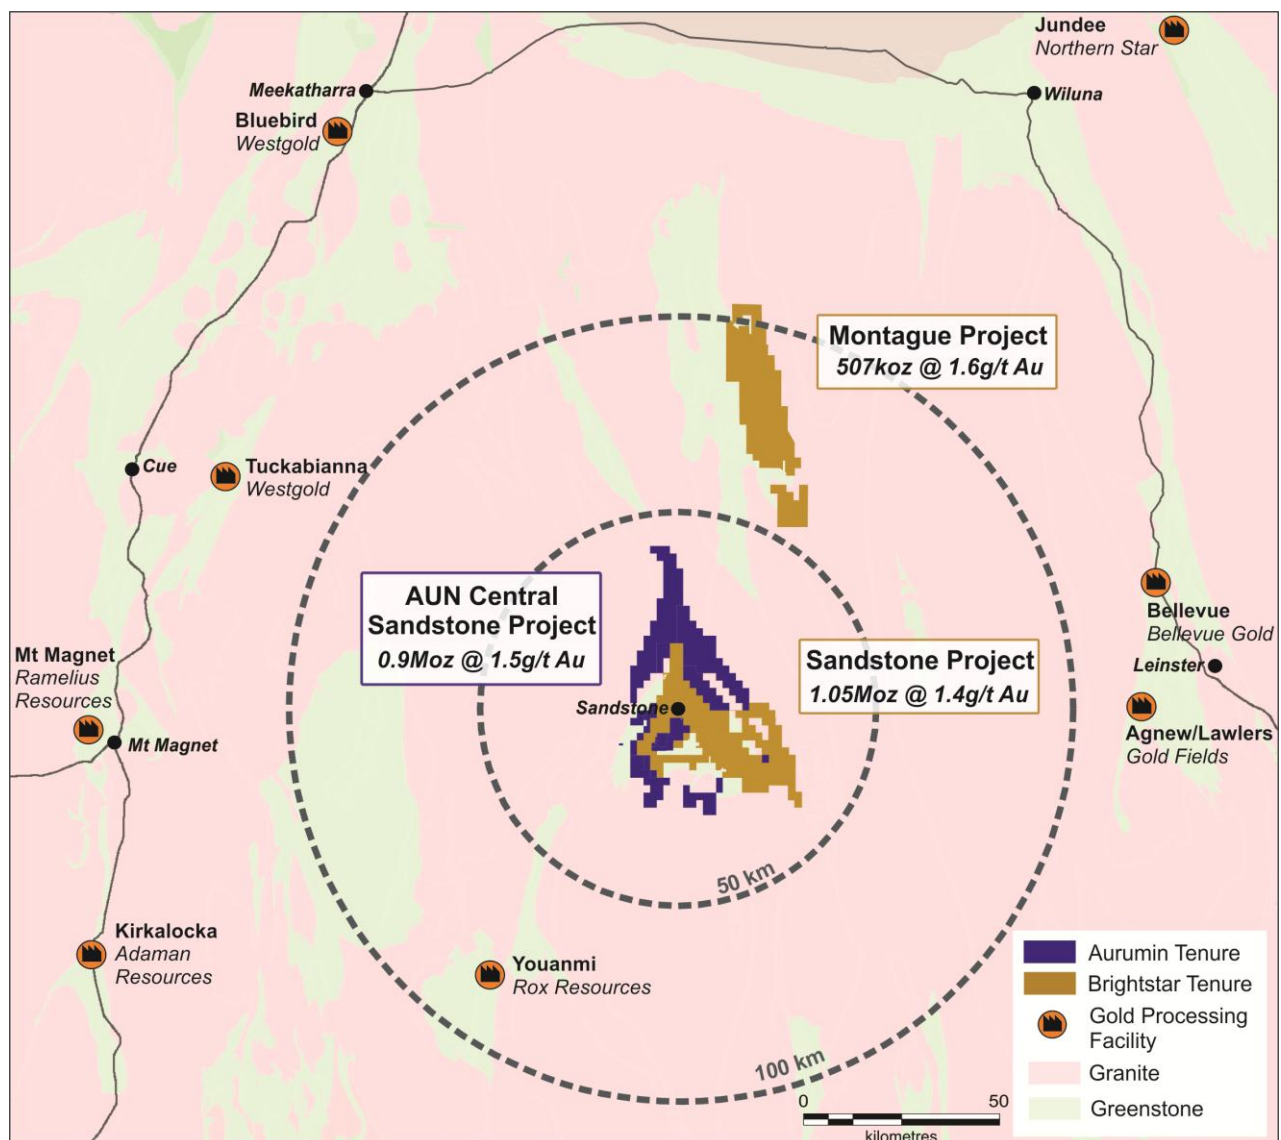 Jundee
Northern Star
Meekatharra
Wiluna
Bluebird
Westgold
Montague Project
507koz @ 1.6g/t Au
Cue
Tuckabianna
Westgold
AUN Central
Sandstone Project
0.9Moz @ 1.5g/t Au
Bellevue
Bellevue Gold
Mt Magnet
Ramelius
Resources
Sandstone Project
1.05Moz @ 1.4g/t Au
Leinster
Sandstone
Mt Magnet
Agnew/Lawlers
Gold Fields
50 km
Kirkalocka
Adaman
Resources
Youanmi
Rox Resources
100 km
Aurumin Tenure
Brightstar Tenure
Gold Processing
Facility
Granite
Greenstone
0 50
kilometres